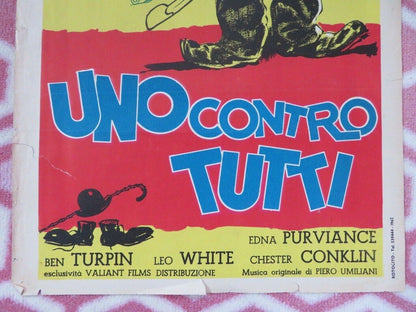 UNO CONTRO
TUTTI
EDNA PURVIANCE
BEN TURPIN LEO WHITE CHESTER CONKLIN
esclusività VALIANT FILMS DISTRIBUZIONE Musica originale di PIERO UMILIANI